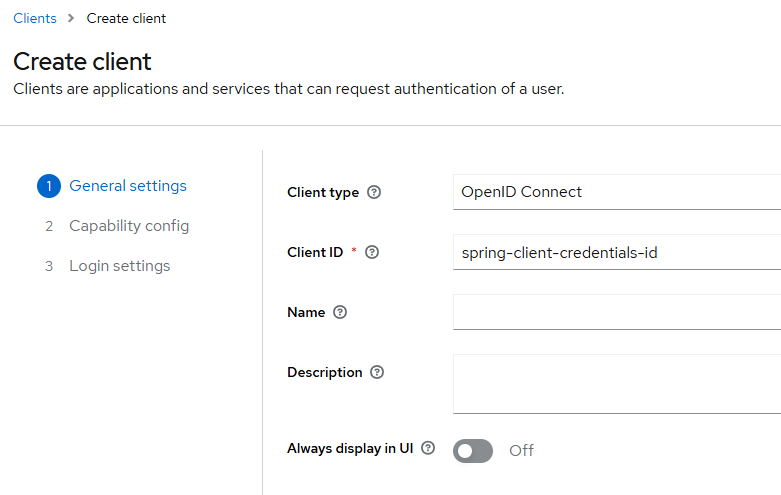 Clients > Create client
Create client
Clients are applications and services that can request authentication of a user.
1 General settings
2 Capability config
3 Login settings
Client type
OpenID Connect
Client ID *
spring-client-credentials-id
Name
Description
Always display in UI
Off